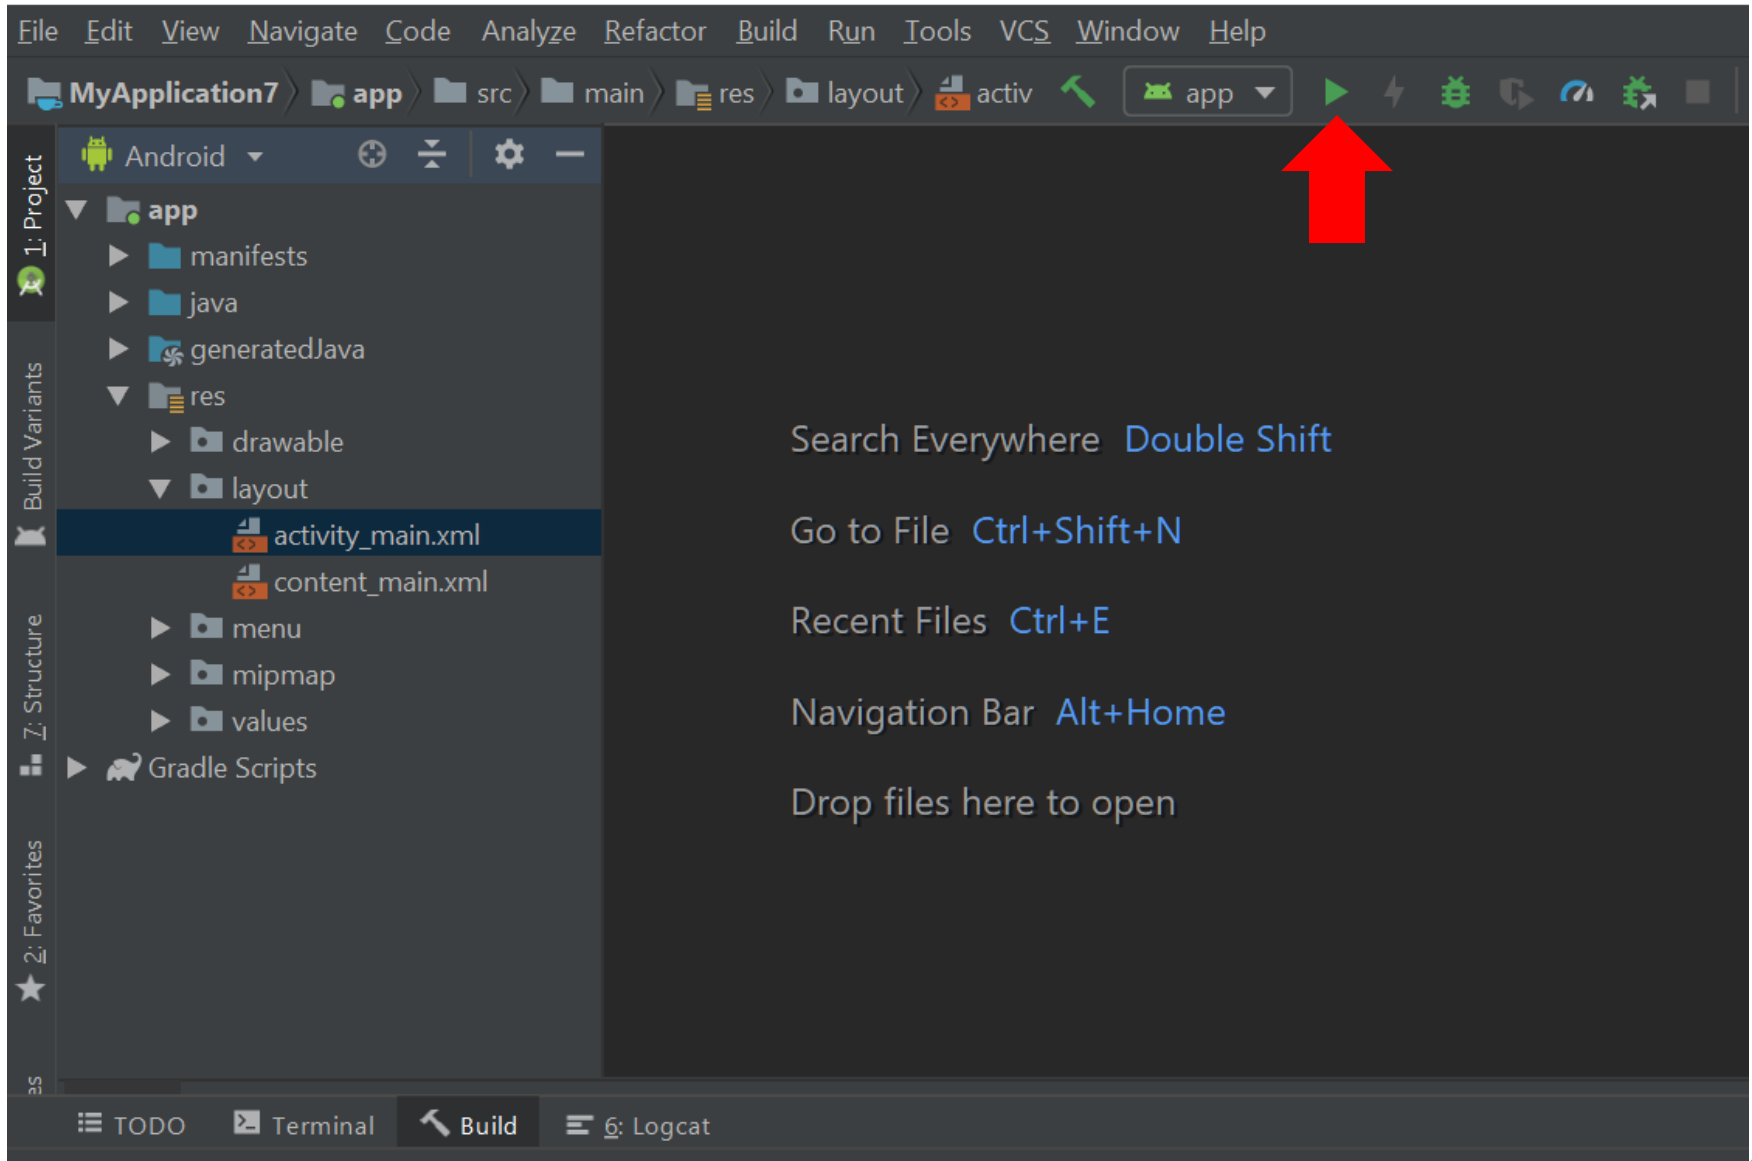 File Edit View Navigate Code Analyze Refactor Build Run Tools VCS Window Help
MyApplication7 app src main res layout activ app
Android
1: Project
app
manifests
java
generatedJava
res
drawable
layout
activity_main.xml
content_main.xml
menu
mipmap
values
Gradle Scripts
Build Variants
7: Structure
2: Favorites
es
Search Everywhere Double Shift
Go to File Ctrl+Shift+N
Recent Files Ctrl+E
Navigation Bar Alt+Home
Drop files here to open
TODO Terminal Build 6: Logcat